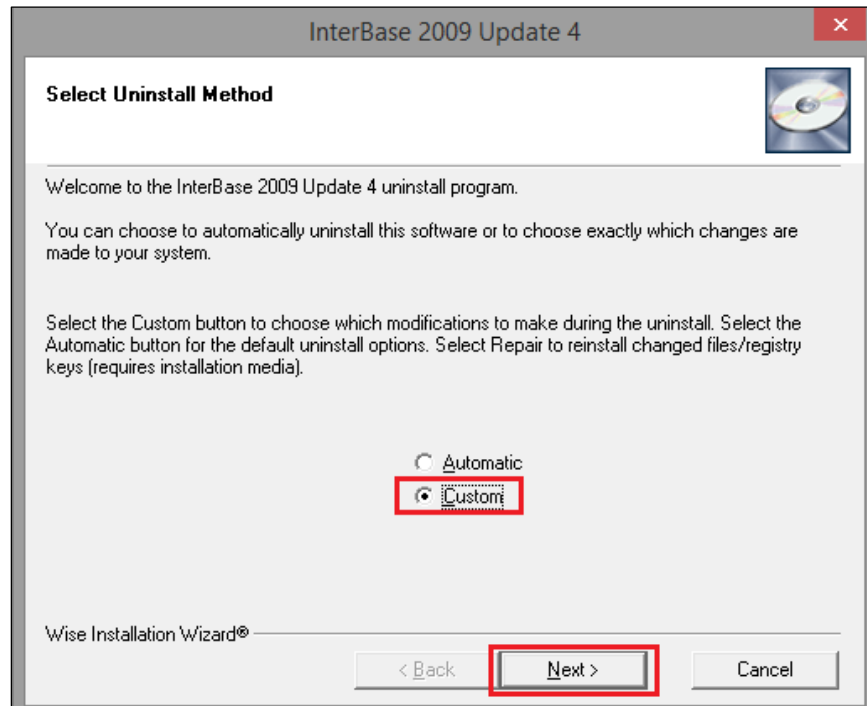 InterBase 2009 Update 4
Select Uninstall Method
Welcome to the InterBase 2009 Update 4 uninstall program.
You can choose to automatically uninstall this software or to choose exactly which changes are
made to your system.
Select the Custom button to choose which modifications to make during the uninstall. Select the
Automatic button for the default uninstall options. Select Repair to reinstall changed files/registry
keys (requires installation media).
Automatic
Custom
Wise Installation Wizard®
< Back Next > Cancel